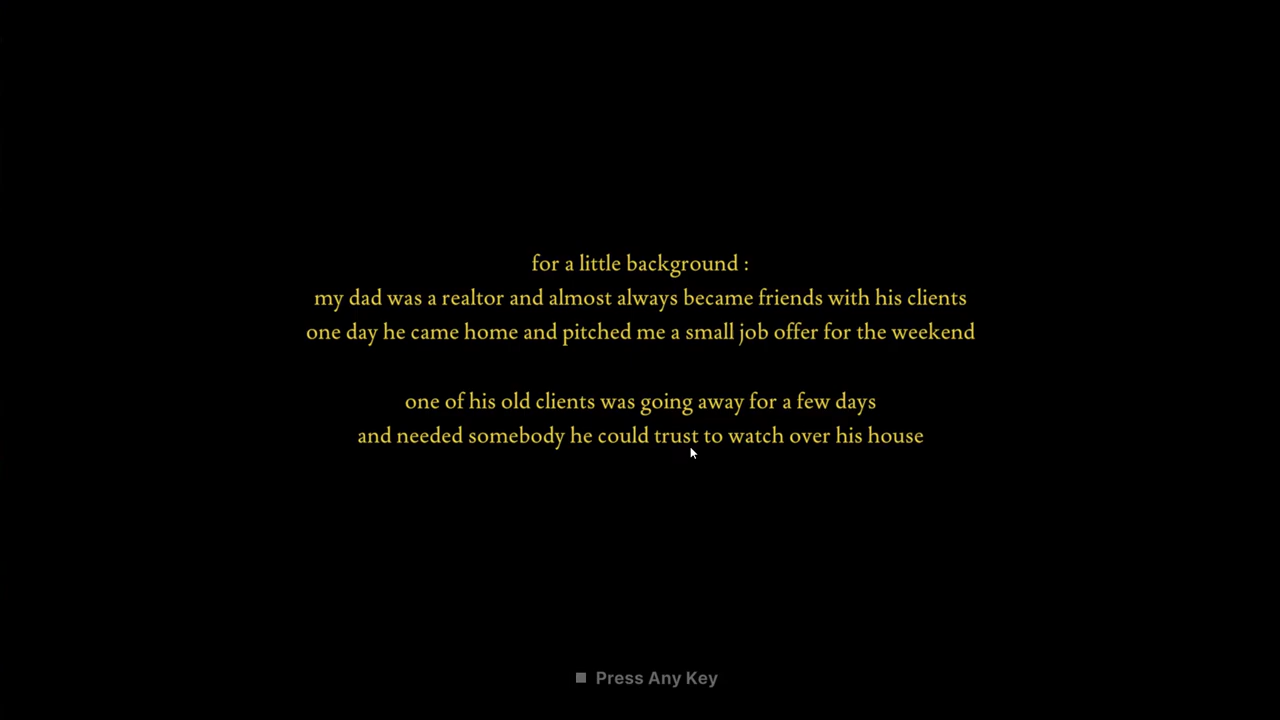 for a little background :
my dad was a realtor and almost always became friends with his clients
one day he came home and pitched me a small job offer for the weekend
one of his old clients was going away for a few days
and needed somebody he could trust to watch over his house
Press Any Key